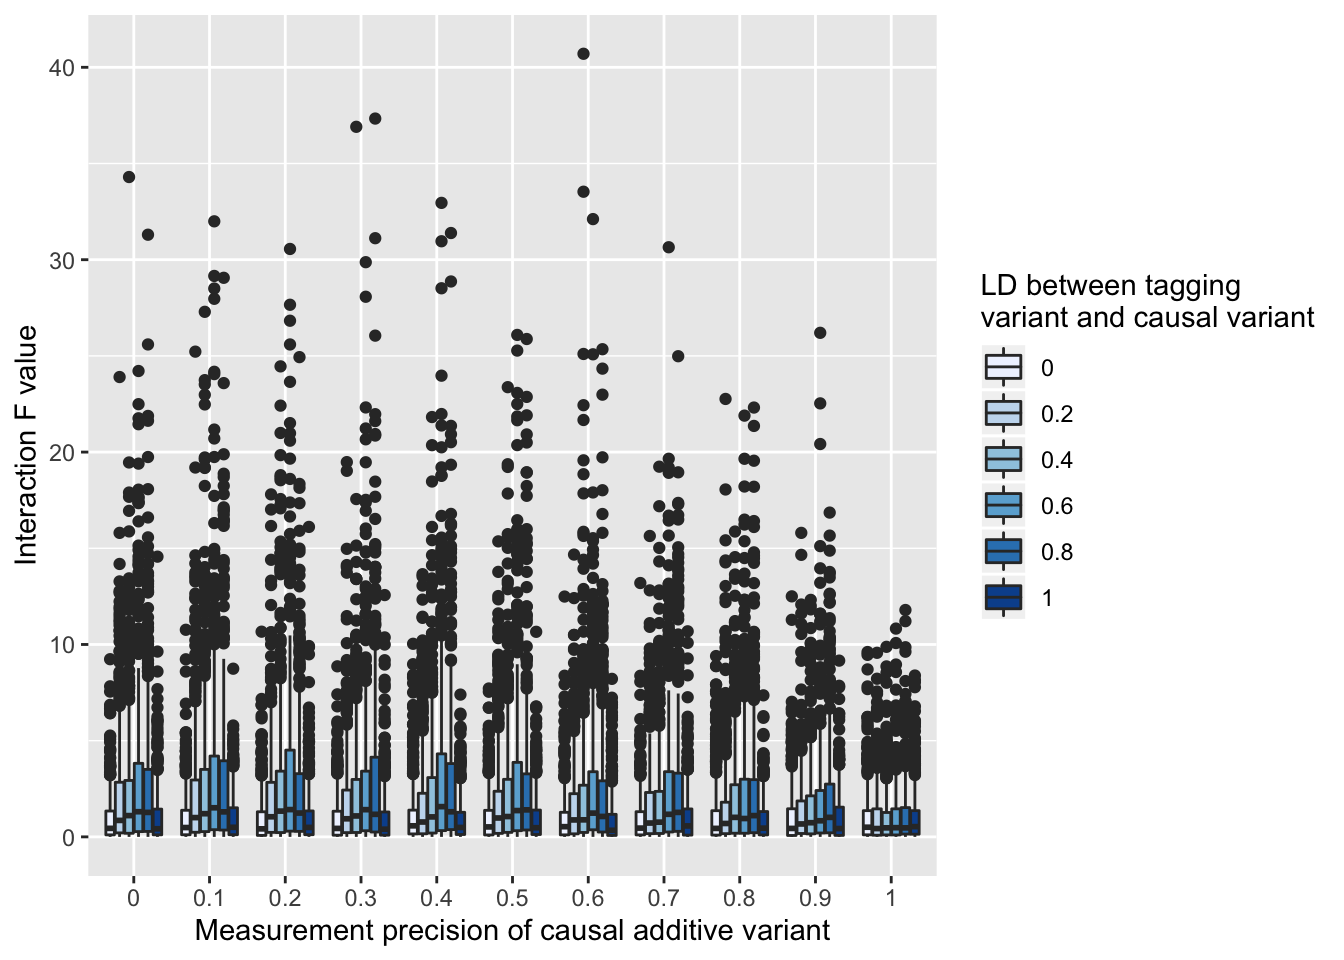 40
30
20
10
0
Interaction F value
0 0.1 0.2 0.3 0.4 0.5 0.6 0.7 0.8 0.9 1
Measurement precision of causal additive variant
LD between tagging
variant and causal variant
0
0.2
0.4
0.6
0.8
1